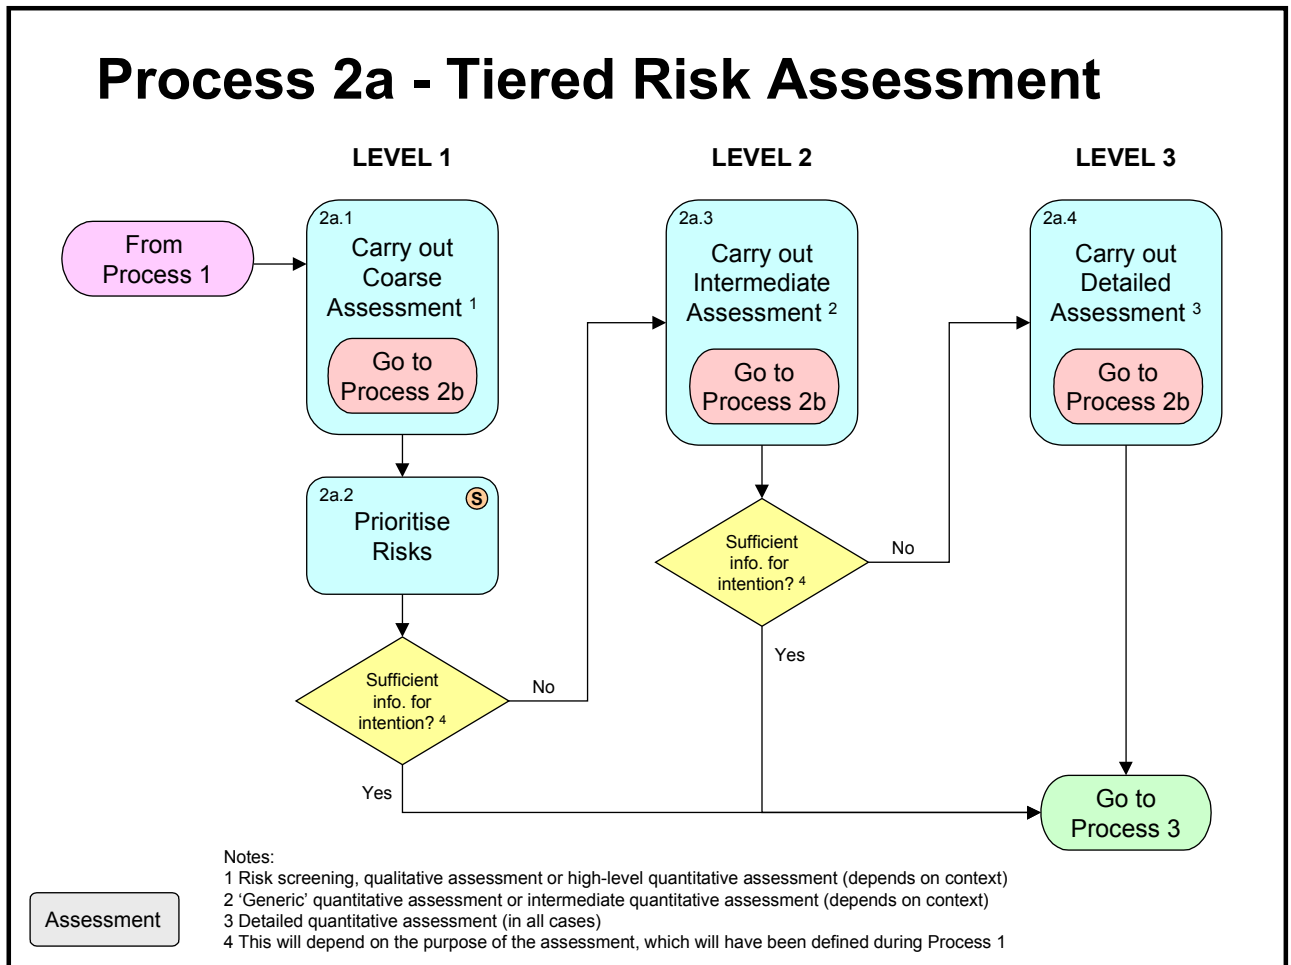 Process 2a - Tiered Risk Assessment
LEVEL 1
LEVEL 2
LEVEL 3
From
Process 1
2a.1
Carry out
Coarse
Assessment 1
Go to
Process 2b
2a.2
S
Prioritise
Risks
Sufficient
info. for
intention? 4
No
Yes
2a.3
Carry out
Intermediate
Assessment 2
Go to
Process 2b
Sufficient
info. for
intention? 4
No
Yes
2a.4
Carry out
Detailed
Assessment 3
Go to
Process 2b
Go to
Process 3
Notes:
1 Risk screening, qualitative assessment or high-level quantitative assessment (depends on context)
2 ‘Generic’ quantitative assessment or intermediate quantitative assessment (depends on context)
3 Detailed quantitative assessment (in all cases)
4 This will depend on the purpose of the assessment, which will have been defined during Process 1
Assessment